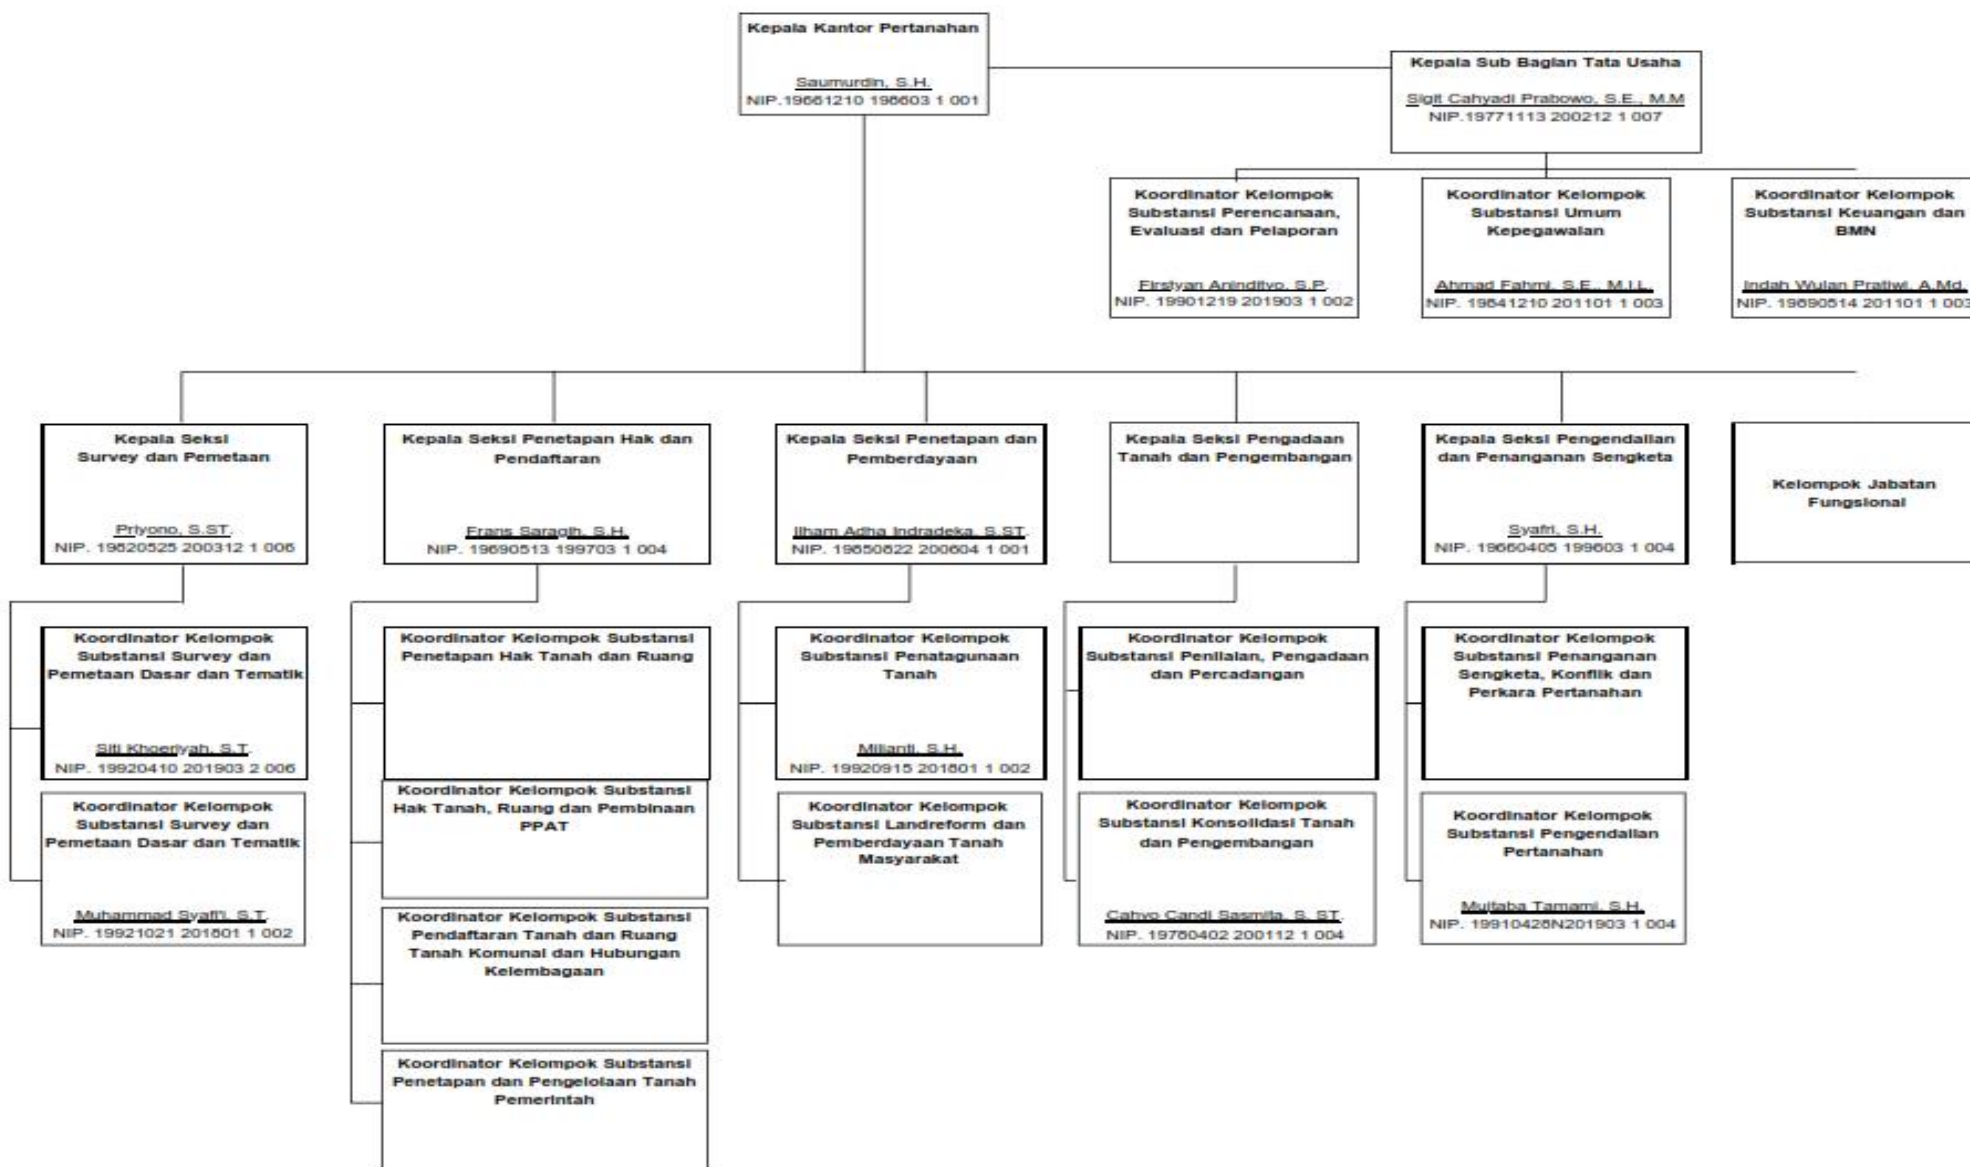 Kepala Kantor Pertanahan
Saumurdin, S.H.
NIP.19661210 198603 1 001
Kepala Sub Bagian Tata Usaha
Sigit Cahyadi Prabowo, S.E., M.M
NIP.19771113 200212 1 007
Koordinator Kelompok
Substansi Perencanaan,
Evaluasi dan Pelaporan
Firstyan Anindityo, S.P.
NIP. 19901219 201903 1 002
Koordinator Kelompok
Substansi Umum
Kepegawaian
Ahmad Fahmi, S.E., M.I.L.
NIP. 19841210 201101 1 003
Koordinator Kelompok
Substansi Keuangan dan
BMN
Indah Wulan Pratiwi, A.Md.
NIP. 19890514 201101 1 003
Kepala Seksi
Survey dan Pemetaan
Priyono, S.ST.
NIP. 19820525 200312 1 006
Kepala Seksi Penetapan Hak dan
Pendaftaran
Frans Saragih, S.H.
NIP. 19690513 199703 1 004
Kepala Seksi Penetapan dan
Pemberdayaan
Ilham Adha Indradeka, S.ST.
NIP. 19850822 200604 1 001
Kepala Seksi Pengadaan
Tanah dan Pengembangan
Kepala Seksi Pengendalian
dan Penanganan Sengketa
Syafri, S.H.
NIP. 19660405 199603 1 004
Kelompok Jabatan
Fungsional
Koordinator Kelompok
Substansi Survey dan
Pemetaan Dasar dan Tematik
Siti Khoeriyah, S.T.
NIP. 19920410 201903 2 006
Koordinator Kelompok
Substansi Survey dan
Pemetaan Dasar dan Tematik
Muhammad Syafi'i, S.T.
NIP. 19921021 201801 1 002
Koordinator Kelompok Substansi
Penetapan Hak Tanah dan Ruang
Koordinator Kelompok Substansi
Hak Tanah, Ruang dan Pembinaan
PPAT
Koordinator Kelompok Substansi
Pendaftaran Tanah dan Ruang
Tanah Komunal dan Hubungan
Kelembagaan
Koordinator Kelompok Substansi
Penetapan dan Pengelolaan Tanah
Pemerintah
Koordinator Kelompok
Substansi Penatagunaan
Tanah
Milianti, S.H.
NIP. 19920915 201801 1 002
Koordinator Kelompok
Substansi Landreform dan
Pemberdayaan Tanah
Masyarakat
Koordinator Kelompok
Substansi Penilaian, Pengadaan
dan Percadangan
Koordinator Kelompok
Substansi Konsolidasi Tanah
dan Pengembangan
Cahyo Candi Sasmita, S. ST.
NIP. 19780402 200112 1 004
Koordinator Kelompok
Substansi Penanganan
Sengketa, Konflik dan
Perkara Pertanahan
Koordinator Kelompok
Substansi Pengendalian
Pertanahan
Mujtaba Tamami, S.H.
NIP. 19910428N201903 1 004